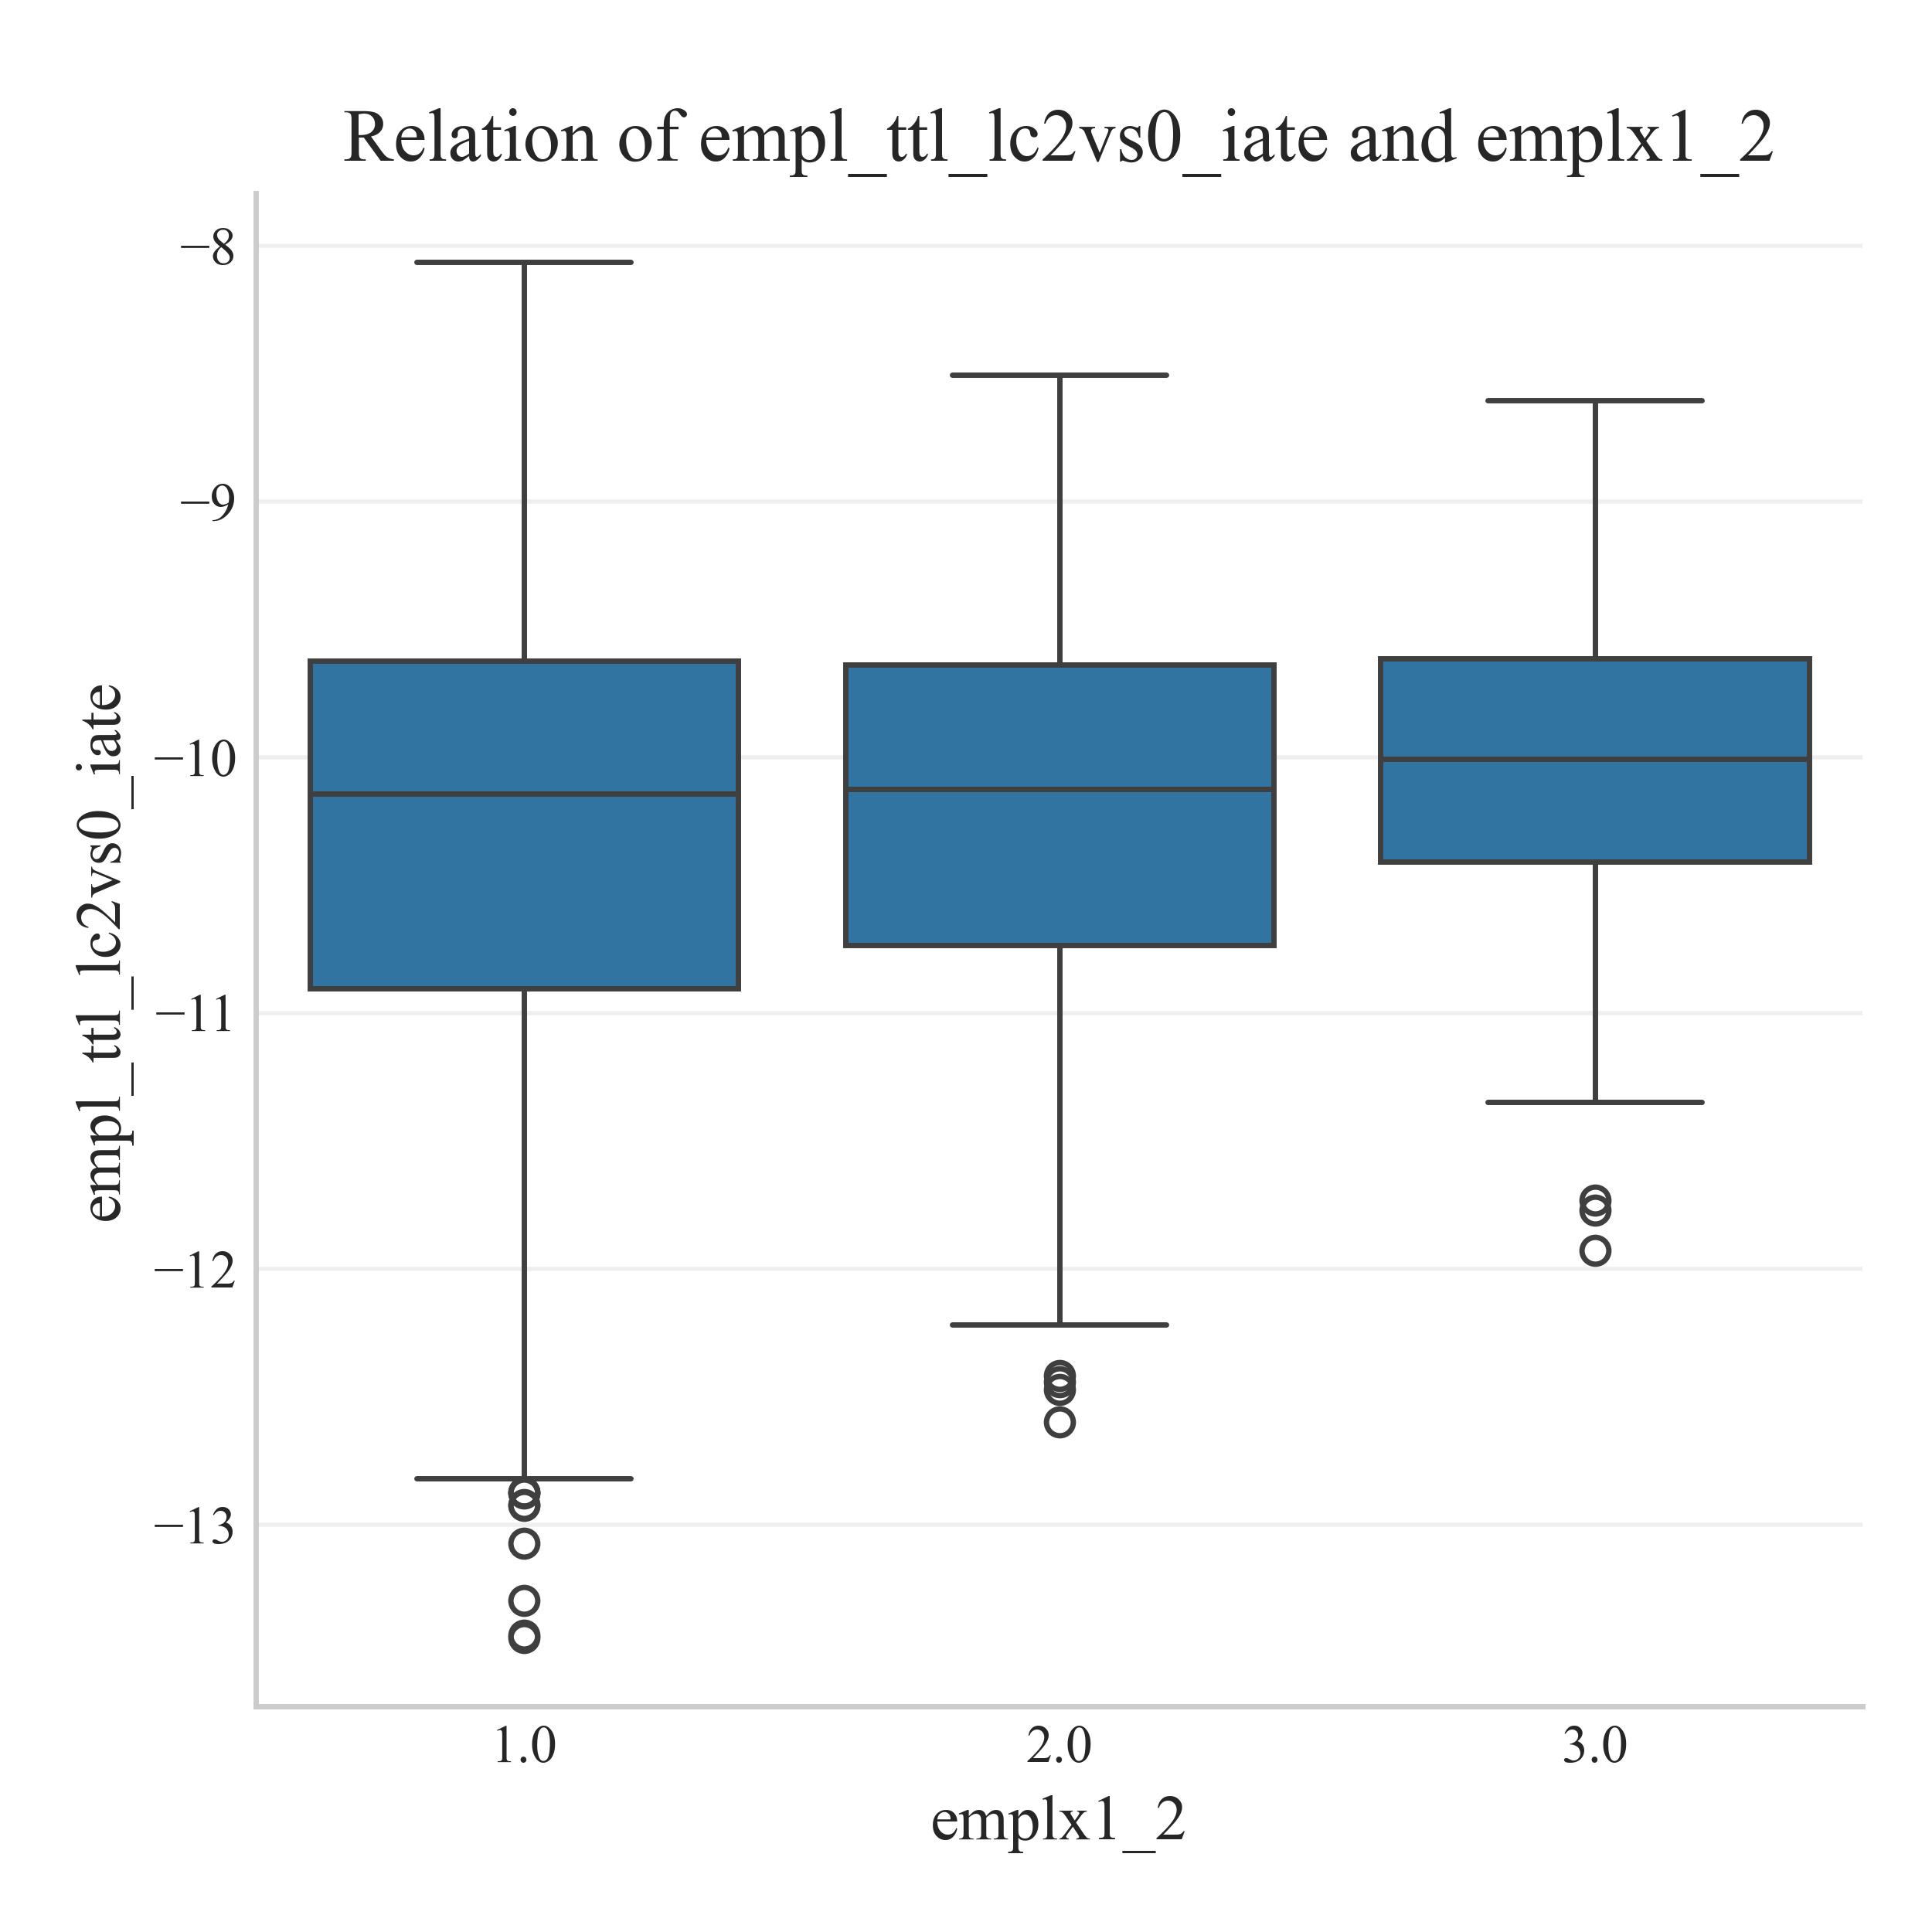 Relation of empl_ttl_lc2vs0_iate and emplx1_2
−8
−9
−10
−11
−12
−13
empl_ttl_lc2vs0_iate
1.0 2.0 3.0
emplx1_2